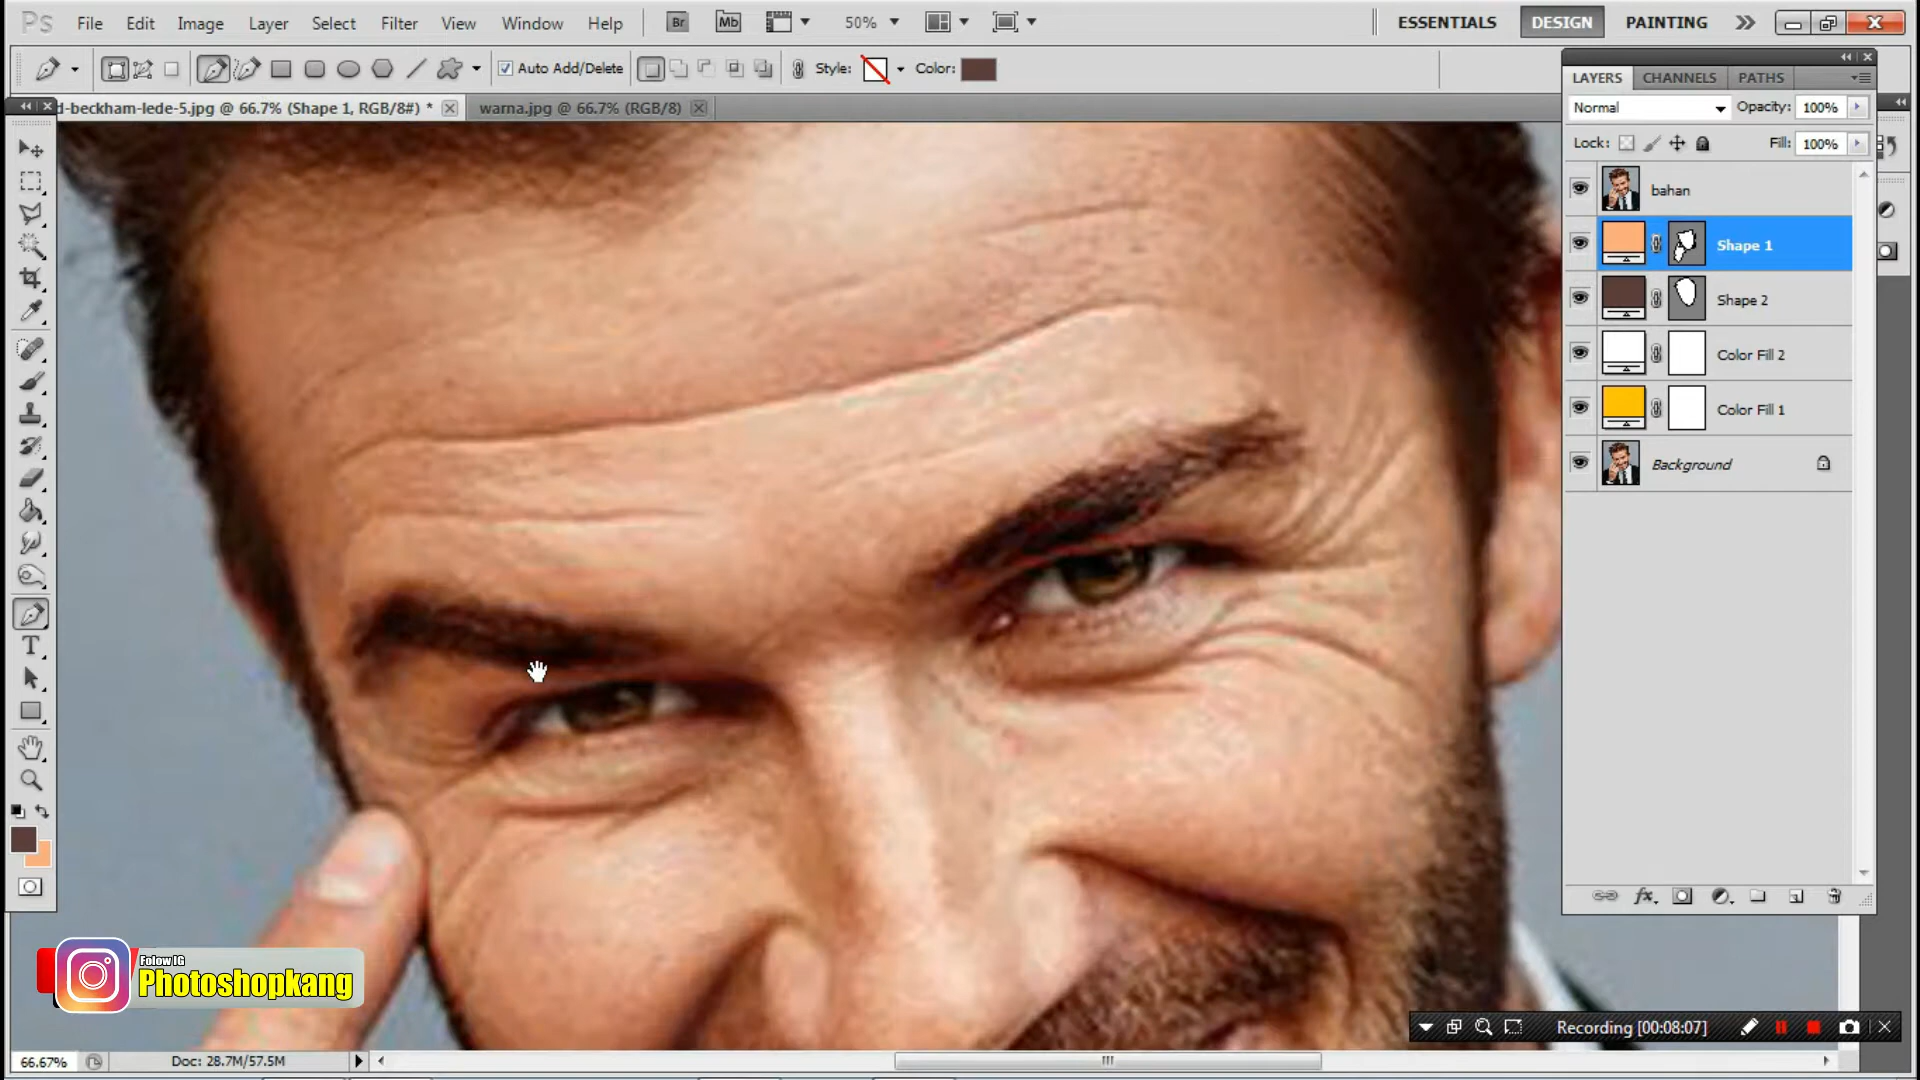 Ps File Edit Image Layer Select Filter View Window Help Br Mb 50% ESSENTIALS DESIGN PAINTING
Auto Add/Delete Style: Color:
d-beckham-lede-5.jpg @ 66.7% (Shape 1, RGB/8#) * warna.jpg @ 66.7% (RGB/8)
LAYERS CHANNELS PATHS
Normal Opacity: 100%
Lock: Fill: 100%
bahan
Shape 1
Shape 2
Color Fill 2
Color Fill 1
Background
T
fx
Folow IG
Photoshopkang
Recording [00:08:07]
66.67% Doc: 28.7M/57.5M